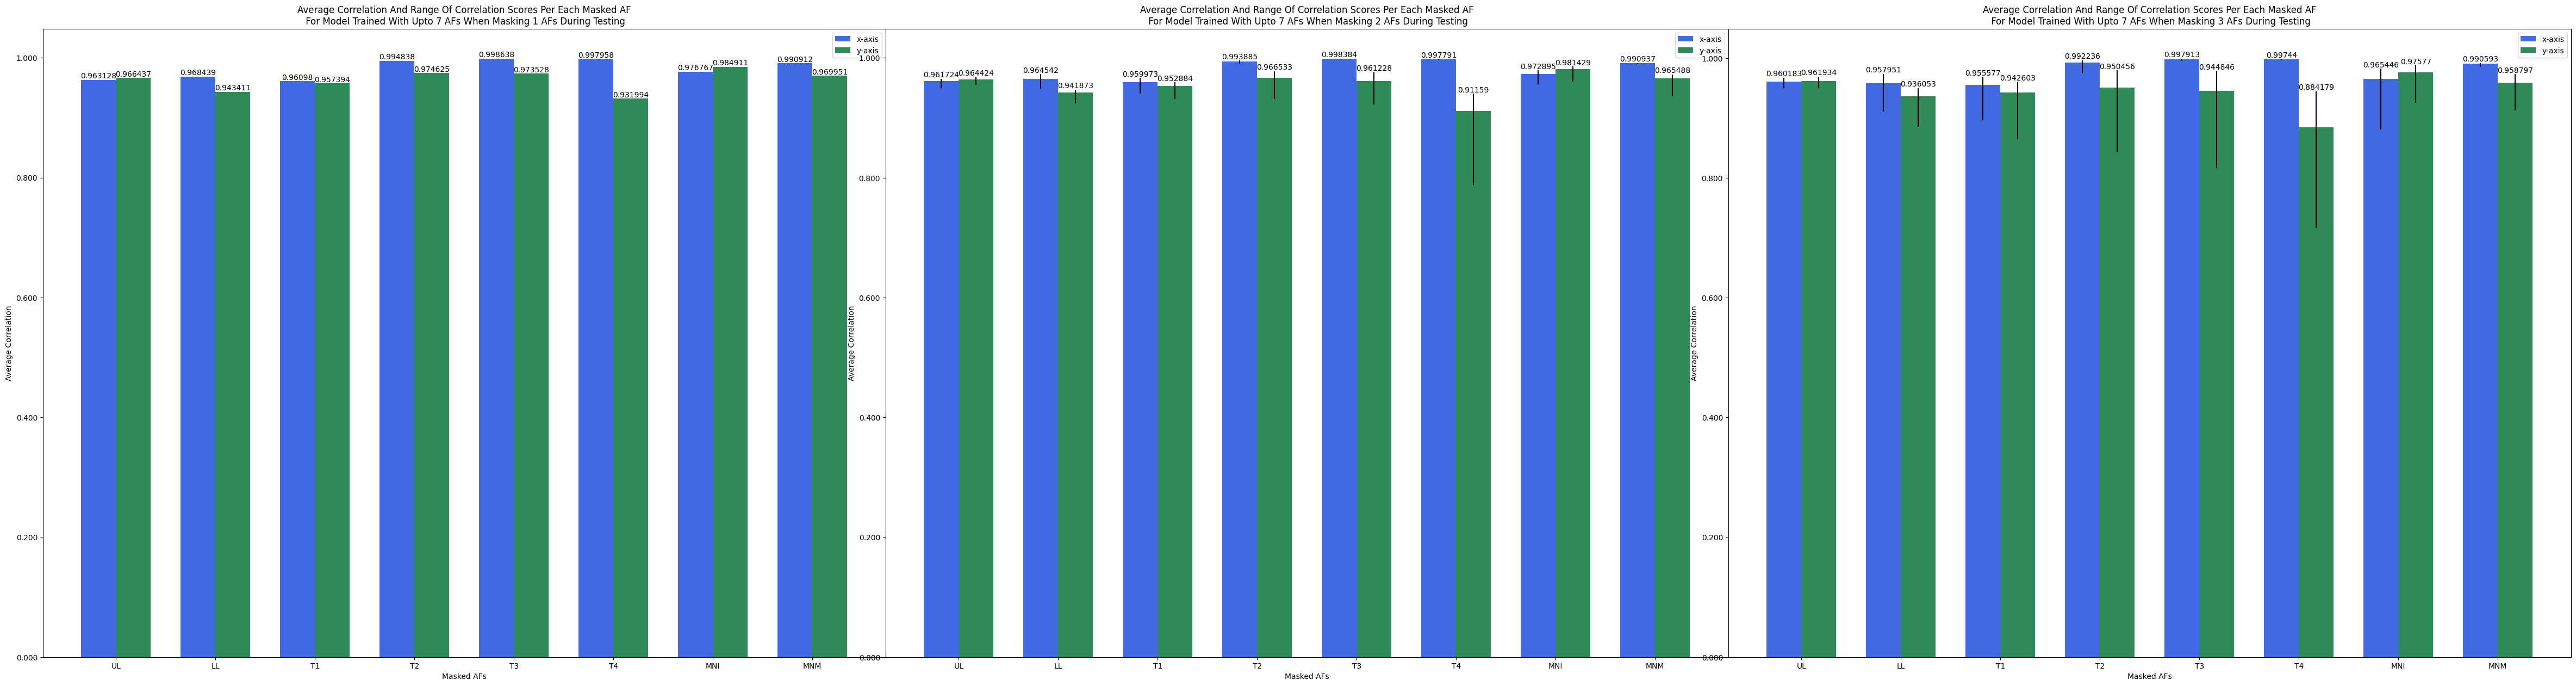 Average Correlation And Range Of Correlation Scores Per Each Masked AF
For Model Trained With Upto 7 AFs When Masking 1 AFs During Testing
x-axis
y-axis
1.000
0.800
0.600
0.400
0.200
0.000
Average Correlation
0.963128
0.966437
0.968439
0.943411
0.96098
0.957394
0.994838
0.974625
0.998638
0.973528
0.997958
0.931994
0.976767
0.984911
0.990912
0.969951
UL
LL
T1
T2
T3
T4
MNI
MNM
Masked AFs
Average Correlation And Range Of Correlation Scores Per Each Masked AF
For Model Trained With Upto 7 AFs When Masking 2 AFs During Testing
x-axis
y-axis
1.000
0.800
0.600
0.400
0.200
0.000
Average Correlation
0.961724
0.964424
0.964542
0.941873
0.959973
0.952884
0.993885
0.966533
0.998384
0.961228
0.997791
0.91159
0.972895
0.981429
0.990937
0.965488
UL
LL
T1
T2
T3
T4
MNI
MNM
Masked AFs
Average Correlation And Range Of Correlation Scores Per Each Masked AF
For Model Trained With Upto 7 AFs When Masking 3 AFs During Testing
x-axis
y-axis
1.000
0.800
0.600
0.400
0.200
0.000
Average Correlation
0.960183
0.961934
0.957951
0.936053
0.955577
0.942603
0.992236
0.950456
0.997913
0.944846
0.99744
0.884179
0.965446
0.97577
0.990593
0.958797
UL
LL
T1
T2
T3
T4
MNI
MNM
Masked AFs